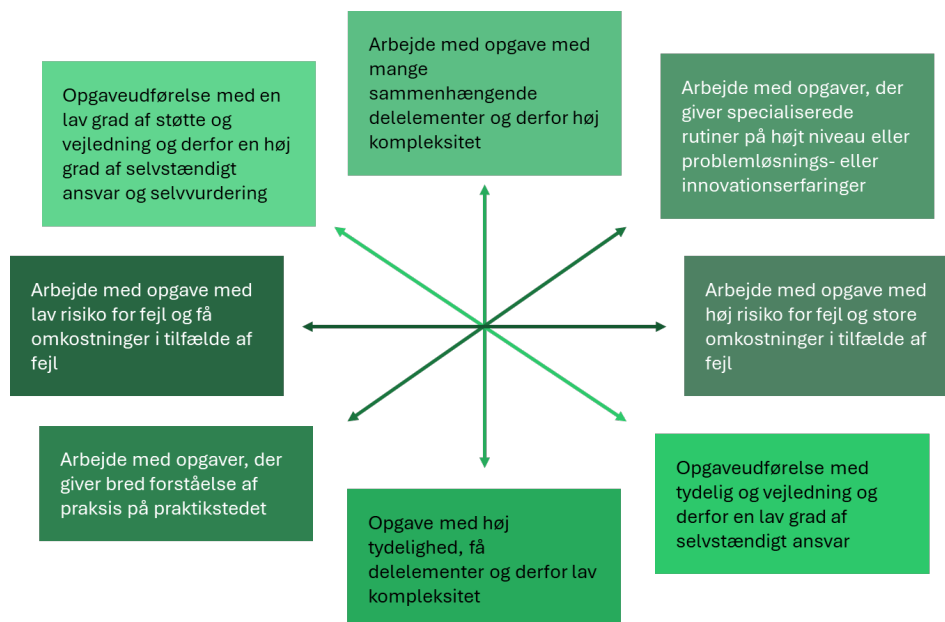 Arbejde med opgave med
mange
sammenhængende
delelementer og derfor høj
kompleksitet
Opgaveudførelse med en
lav grad af støtte og
vejledning og derfor en høj
grad af selvstændigt
ansvar og selvvurdering
Arbejde med opgaver, der
giver specialiserede
rutiner på højt niveau eller
problemløsnings- eller
innovationserfaringer
Arbejde med opgave med
lav risiko for fejl og få
omkostninger i tilfælde af
fejl
Arbejde med opgave med
høj risiko for fejl og store
omkostninger i tilfælde af
fejl
Arbejde med opgaver, der
giver bred forståelse af
praksis på praktikstedet
Opgave med høj
tydelighed, få
delelementer og derfor lav
kompleksitet
Opgaveudførelse med
tydelig og vejledning og
derfor en lav grad af
selvstændigt ansvar